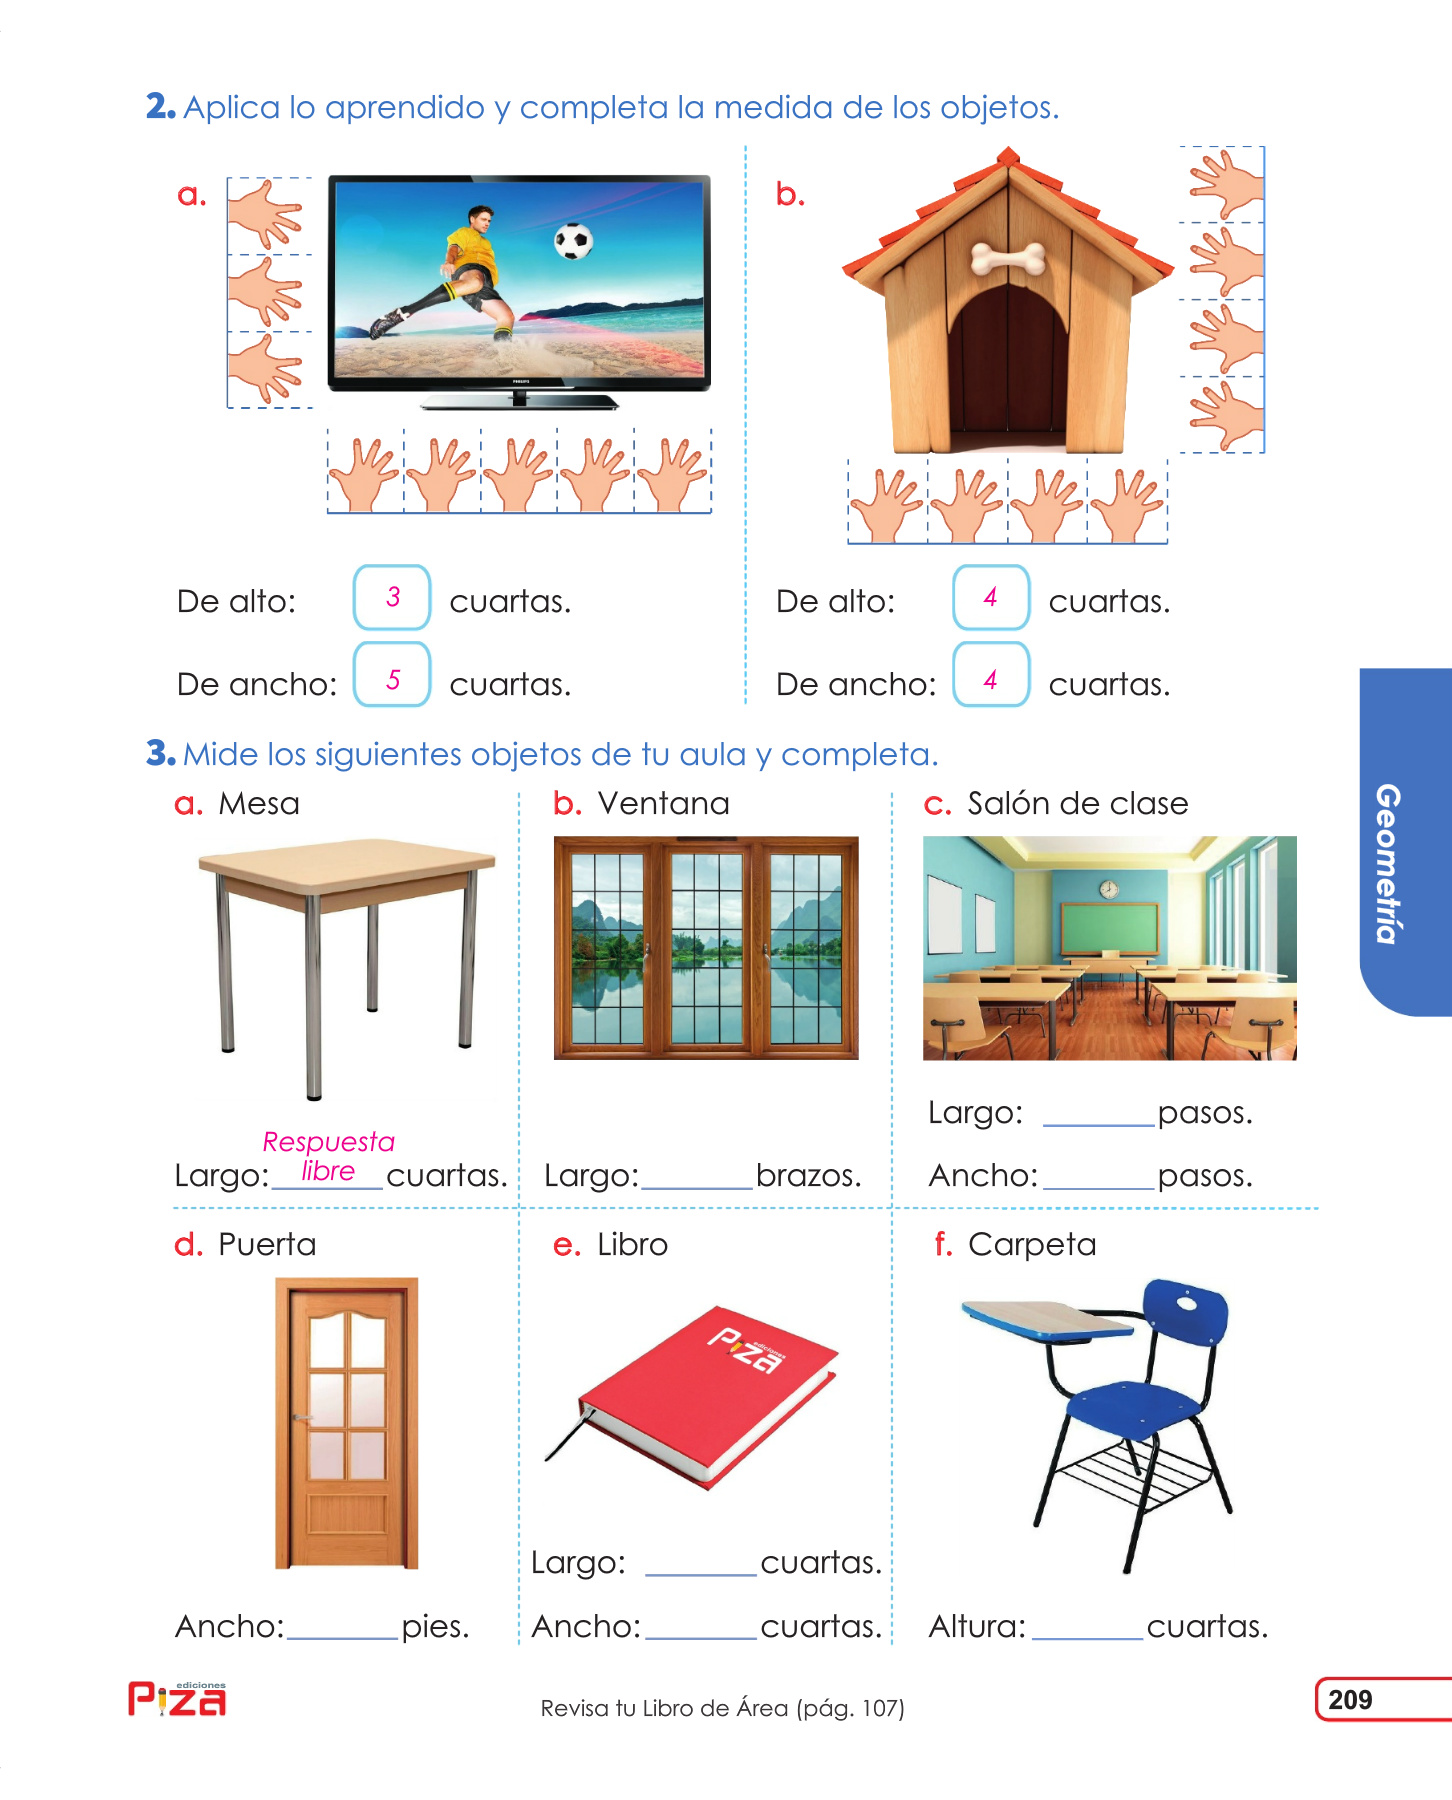 2. Aplica lo aprendido y completa la medida de los objetos.
a.
PHILIPS
De alto: 3 cuartas.
De ancho: 5 cuartas.
b.
De alto: 4 cuartas.
De ancho: 4 cuartas.
Geometría
3. Mide los siguientes objetos de tu aula y completa.
a. Mesa
Respuesta
Largo: libre cuartas.
b. Ventana
Largo: brazos.
c. Salón de clase
Largo: pasos.
Ancho: pasos.
d. Puerta
Ancho: pies.
e. Libro
ediciones
Piza
Largo: cuartas.
Ancho: cuartas.
f. Carpeta
Altura: cuartas.
ediciones
Piza
Revisa tu Libro de Área (pág. 107)
209